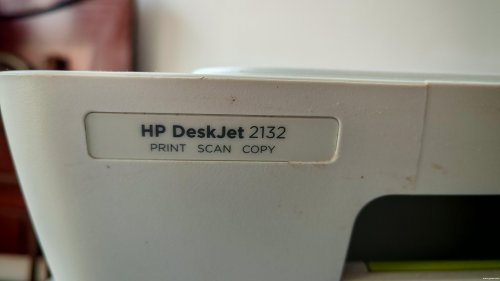 HP DeskJet 2132
PRINT SCAN COPY